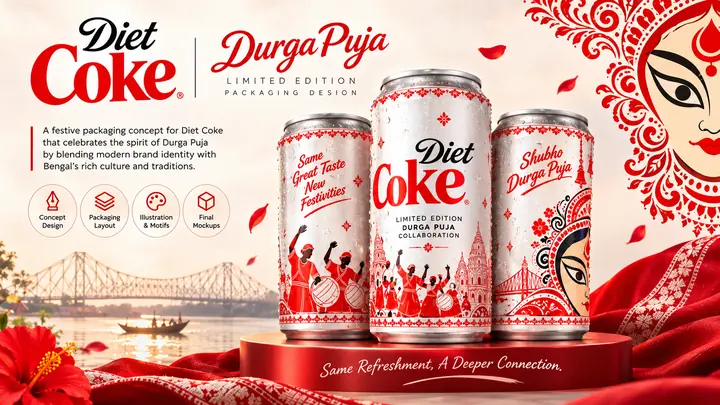 Diet
Coke®
Durga Puja
LIMITED EDITION
PACKAGING DESIGN
A festive packaging concept for Diet Coke
that celebrates the spirit of Durga Puja
by blending modern brand identity with
Bengal's rich culture and traditions.
Concept
Design
Packaging
Layout
Illustration
& Motifs
Final
Mockups
Same
Great Taste
New
Festivities
Diet
Coke®
LIMITED EDITION
DURGA PUJA
COLLABORATION
Shubho
Durga Puja
Same Refreshment, A Deeper Connection.